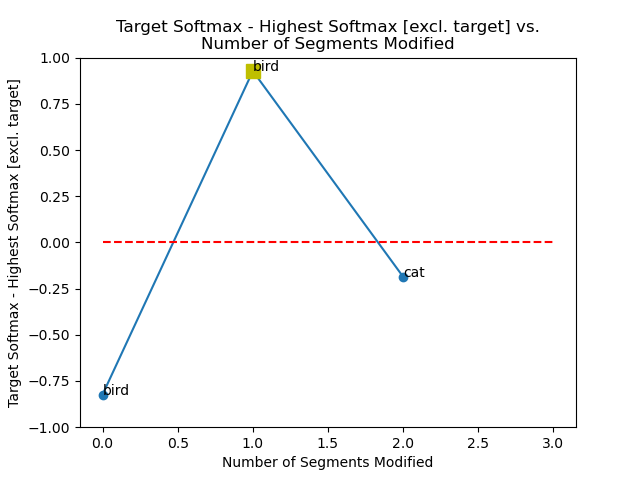 Target Softmax - Highest Softmax [excl. target] vs.
Number of Segments Modified
Target Softmax - Highest Softmax [excl. target]
1.00
0.75
0.50
0.25
0.00
−0.25
−0.50
−0.75
−1.00
bird
bird
cat
0.0 0.5 1.0 1.5 2.0 2.5 3.0
Number of Segments Modified